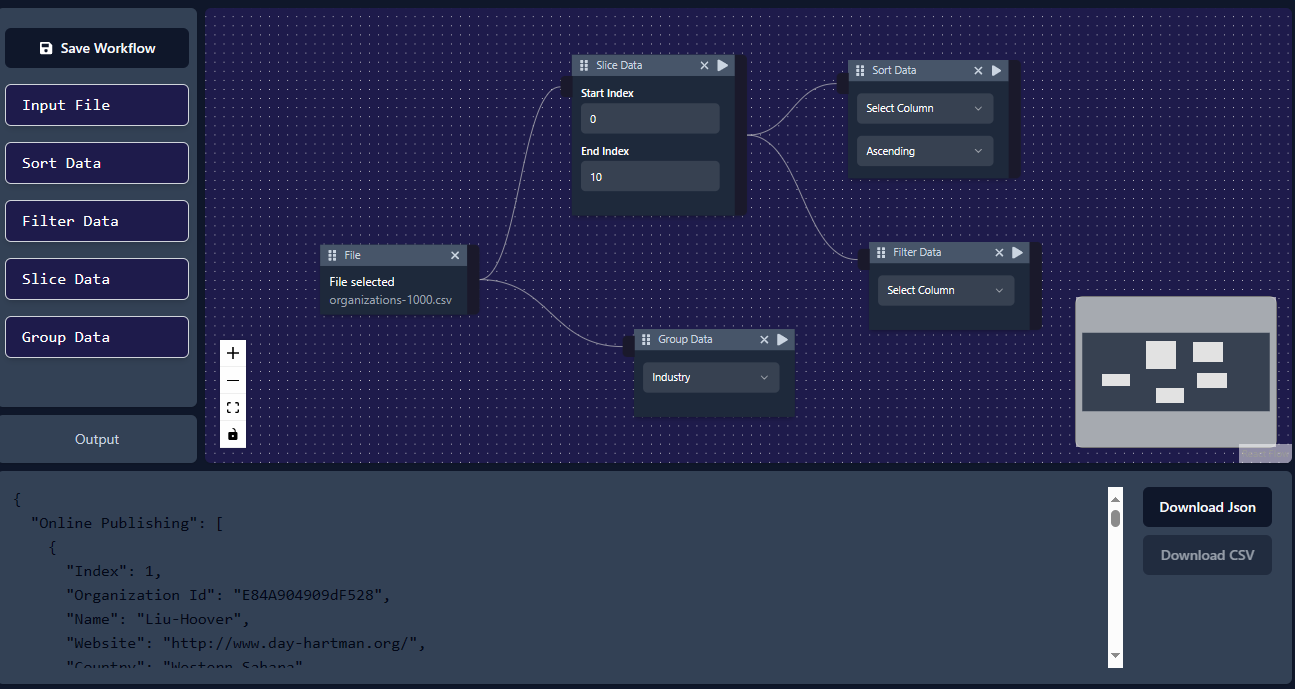 Save Workflow
Input File
Sort Data
Filter Data
Slice Data
Group Data
Output
File
File selected
organizations-1000.csv
Slice Data
Start Index
0
End Index
10
Group Data
Industry
Sort Data
Select Column
Ascending
Filter Data
Select Column
{
"Online Publishing": [
{
"Index": 1,
"Organization Id": "E84A904909dF528",
"Name": "Liu-Hoover",
"Website": "http://www.day-hartman.org/",
"Country": "Western Sahara"
Download Json
Download CSV